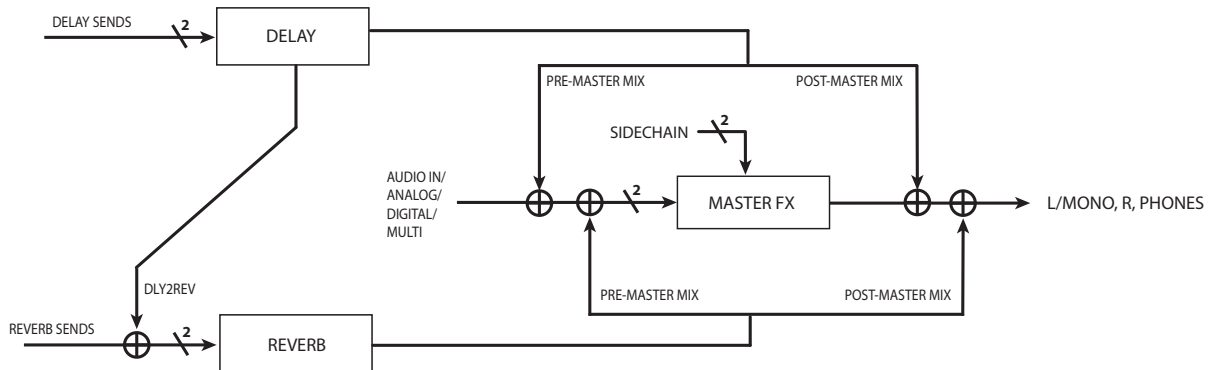 DELAY SENDS
2
DELAY
PRE-MASTER MIX
POST-MASTER MIX
SIDECHAIN
2
AUDIO IN/
ANALOG/
DIGITAL/
MULTI
2
MASTER FX
L/MONO, R, PHONES
DLY2REV
PRE-MASTER MIX
POST-MASTER MIX
REVERB SENDS
2
REVERB